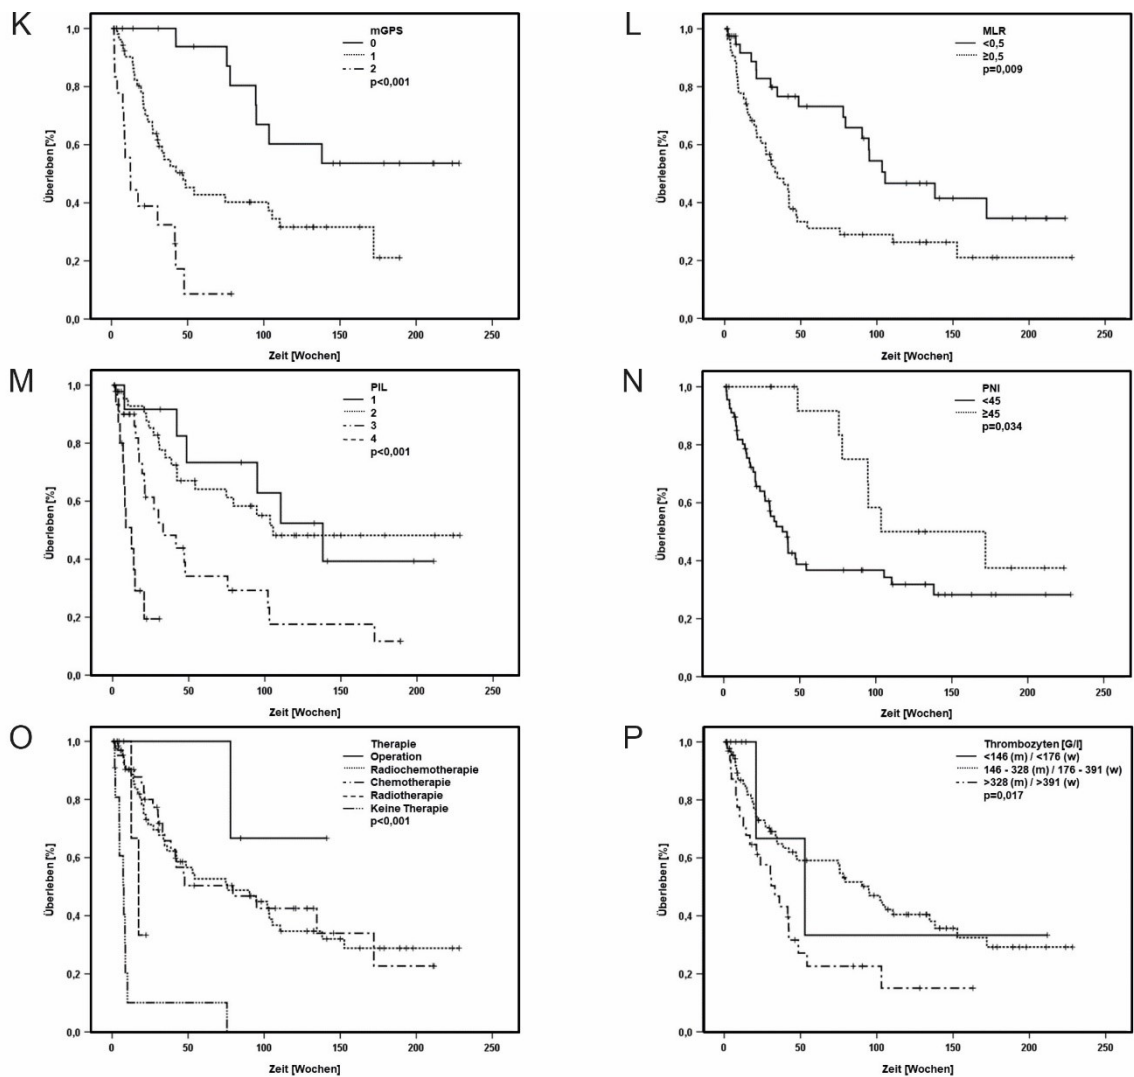 K
mGPS
0
1
2
p<0,001
1,0
0,8
0,6
0,4
0,2
0,0
Überleben [%]
0 50 100 150 200 250
Zeit [Wochen]
L
MLR
<0,5
≥0,5
p=0,009
1,0
0,8
0,6
0,4
0,2
0,0
Überleben [%]
0 50 100 150 200 250
Zeit [Wochen]
M
PIL
1
2
3
4
p<0,001
1,0
0,8
0,6
0,4
0,2
0,0
Überleben [%]
0 50 100 150 200 250
Zeit [Wochen]
N
PNI
<45
≥45
p=0,034
1,0
0,8
0,6
0,4
0,2
0,0
Überleben [%]
0 50 100 150 200 250
Zeit [Wochen]
O
Therapie
Operation
Radiochemotherapie
Chemotherapie
Radiotherapie
Keine Therapie
p<0,001
1,0
0,8
0,6
0,4
0,2
0,0
Überleben [%]
0 50 100 150 200 250
Zeit [Wochen]
P
Thrombozyten [G/l]
<146 (m) / <176 (w)
146 - 328 (m) / 176 - 391 (w)
>328 (m) / >391 (w)
p=0,017
1,0
0,8
0,6
0,4
0,2
0,0
Überleben [%]
0 50 100 150 200 250
Zeit [Wochen]